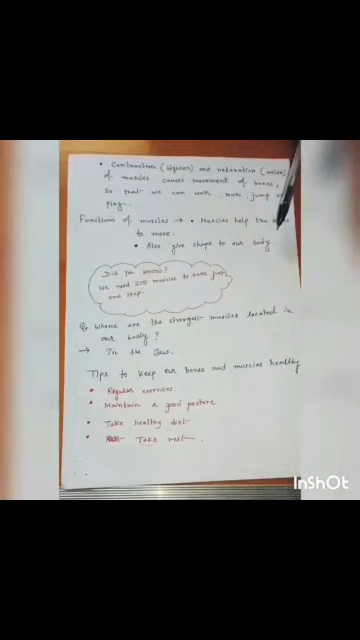 • Contraction (tighten) and relaxation (relax)
of muscles causes movement of bones,
so that we can walk, run, jump or
play.
Functions of muscles → • Muscles help the bones
to move.
• Also give shape to our body
Did you know?
We need 200 muscles to take just
one step.
Q Where are the strongest muscles located in
our body?
→ In the Jaws.
Tips to keep our bones and muscles healthy
• Regular exercises
• Maintain a good posture
• Take healthy diet
• Take rest.
InShOt